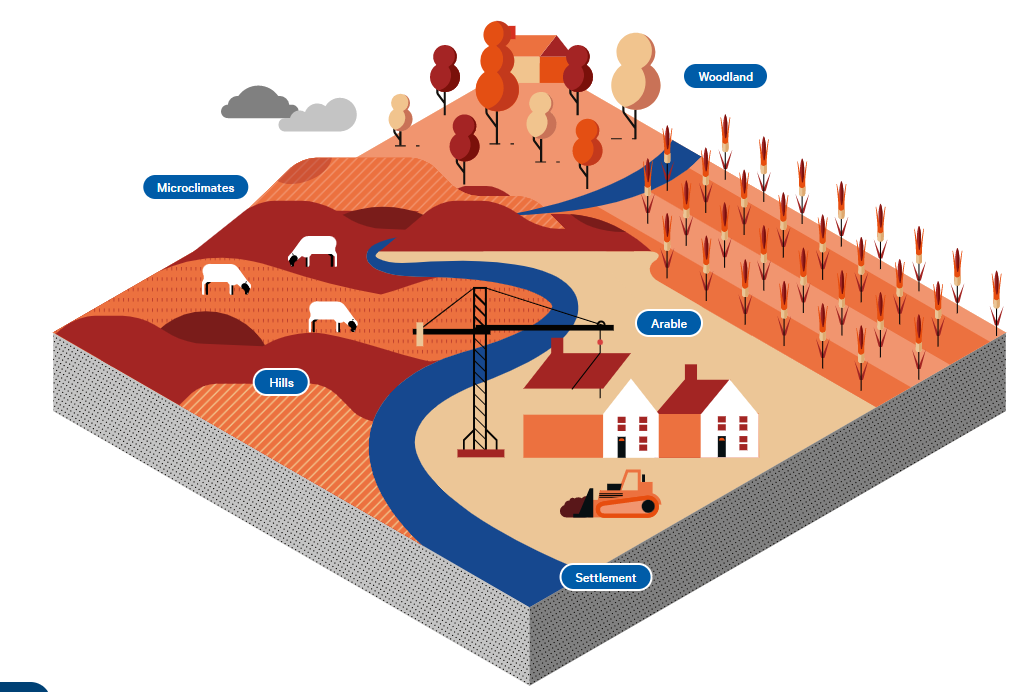 Woodland
Microclimates
Arable
Hills
Settlement